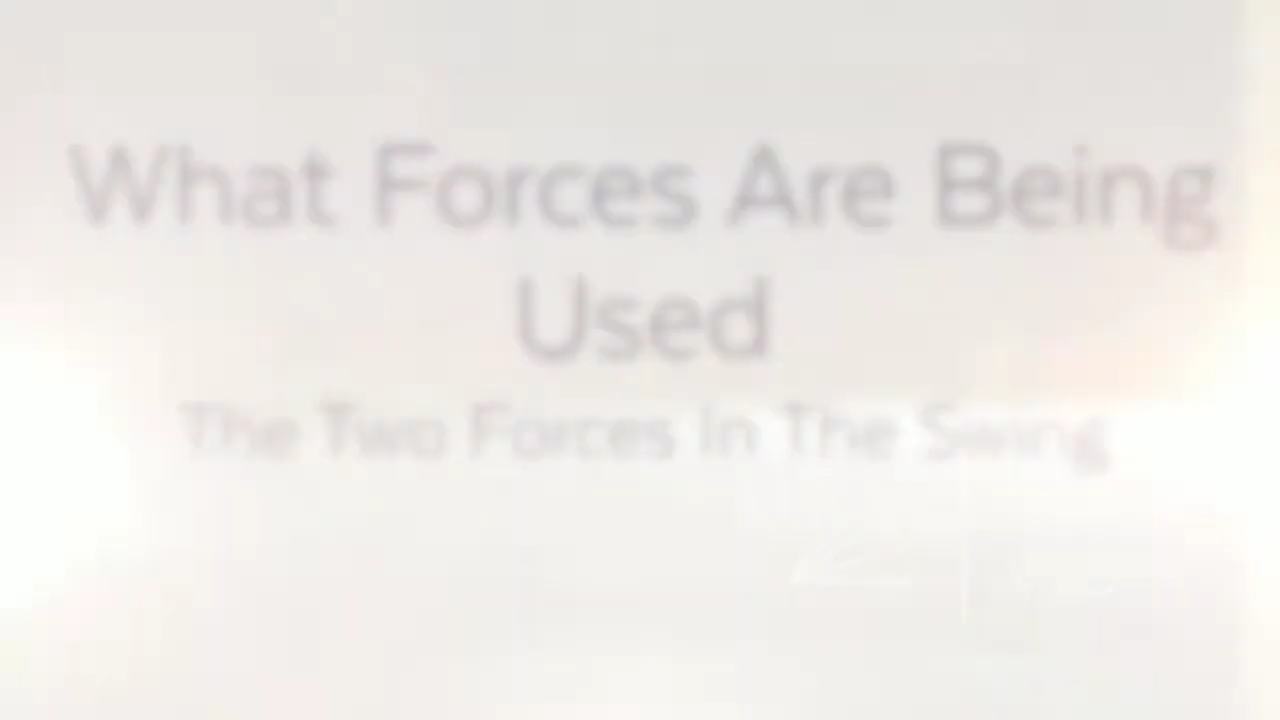 What Forces Are Being
Used
The Two Forces In The Swing